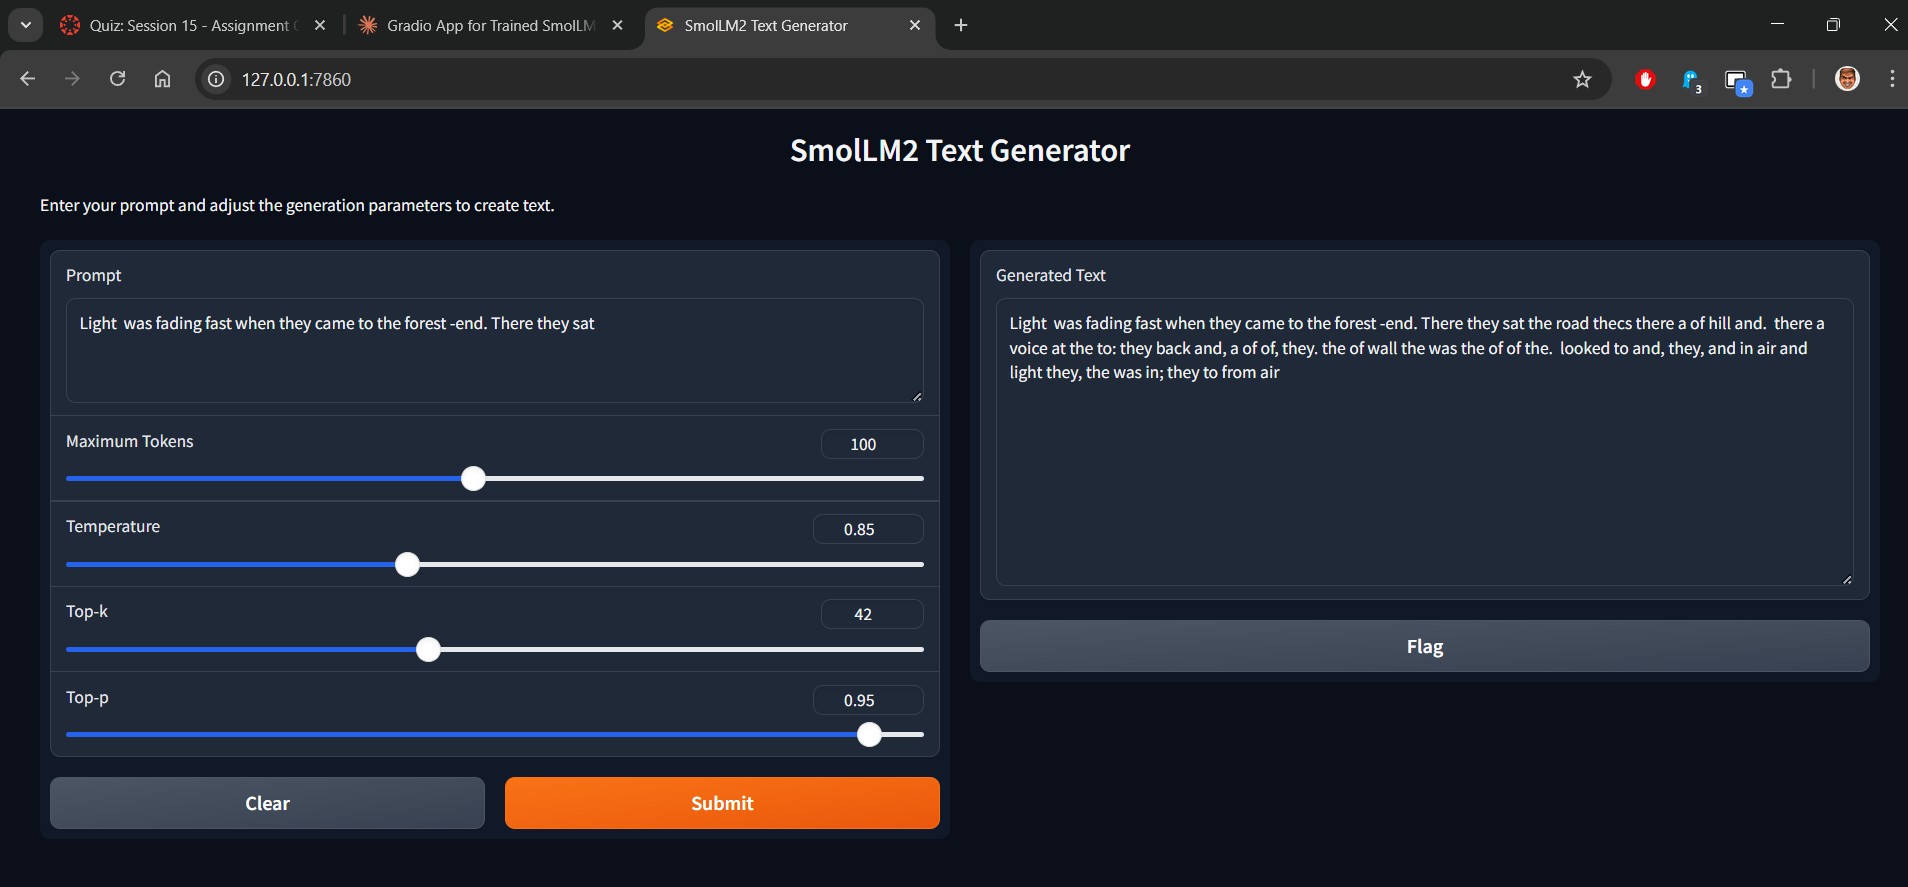 Quiz: Session 15 - Assignment
Gradio App for Trained SmolLM
SmolLM2 Text Generator
127.0.0.1:7860
3
SmolLM2 Text Generator
Enter your prompt and adjust the generation parameters to create text.
Prompt
Light  was fading fast when they came to the forest -end. There they sat
Maximum Tokens
100
Temperature
0.85
Top-k
42
Top-p
0.95
Clear
Submit
Generated Text
Light  was fading fast when they came to the forest -end. There they sat the road thecs there a of hill and.  there a
voice at the to: they back and, a of of, they. the of wall the was the of of the.  looked to and, they, and in air and
light they, the was in; they to from air
Flag